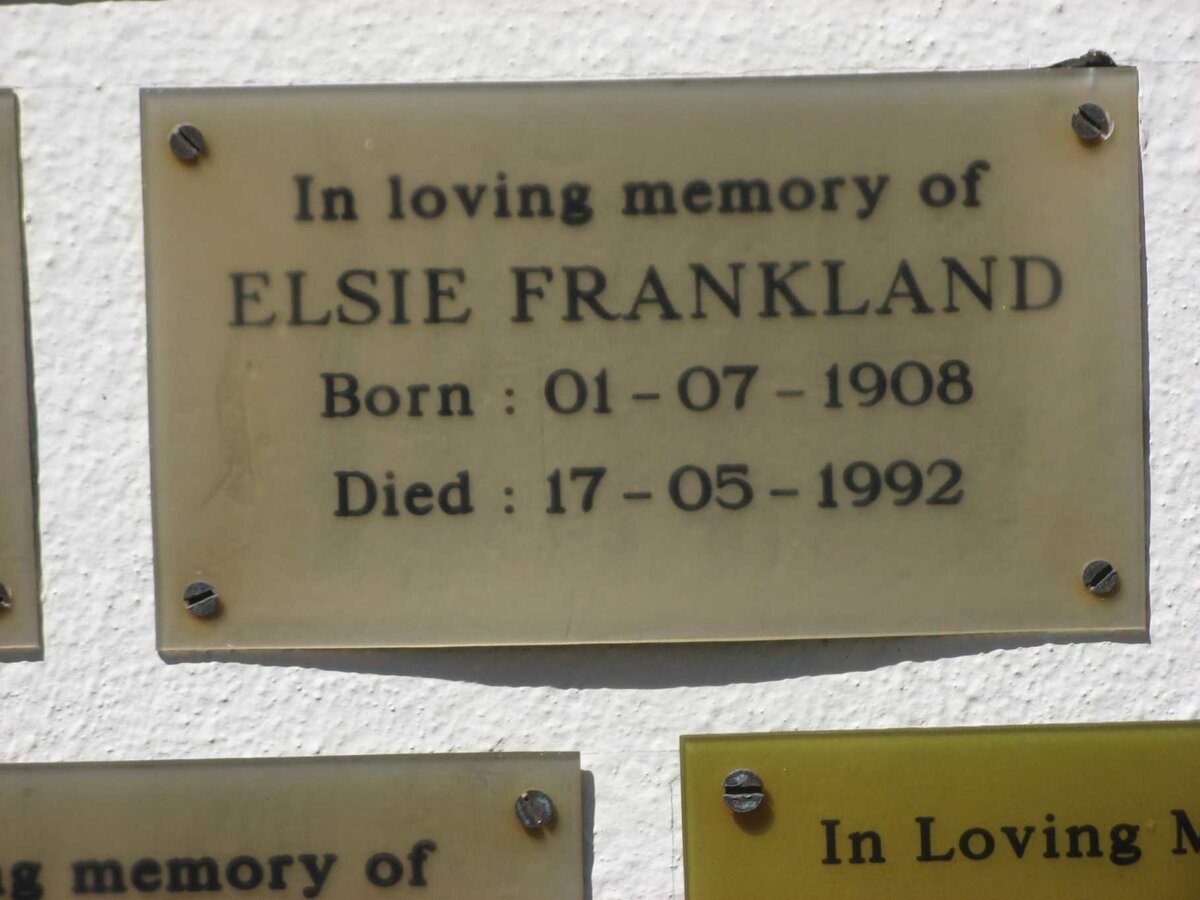 In loving memory of
ELSIE FRANKLAND
Born : 01 - 07 - 1908
Died : 17 - 05 - 1992
memory of
In Loving